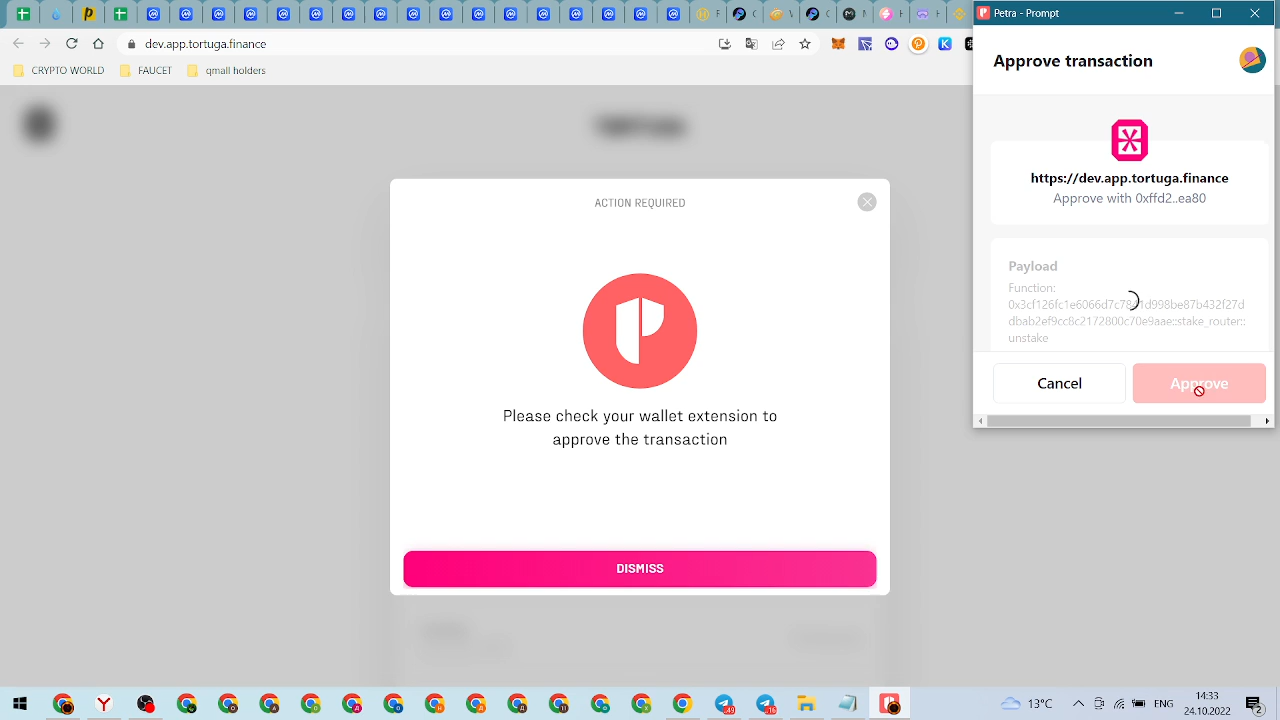 Petra - Prompt
dev.app.tortuga.finance
CRYPTO WORLD
FAUCET
qmall holders
Approve transaction
https://dev.app.tortuga.finance
Approve with 0xffd2..ea80
Payload
Function:
dbab2ef9cc8c2172800c70e9aae::stake_router::
unstake
Cancel
Approve
ACTION REQUIRED
Please check your wallet extension to
approve the transaction
DISMISS
13°C
ENG
14:33
24.10.2022